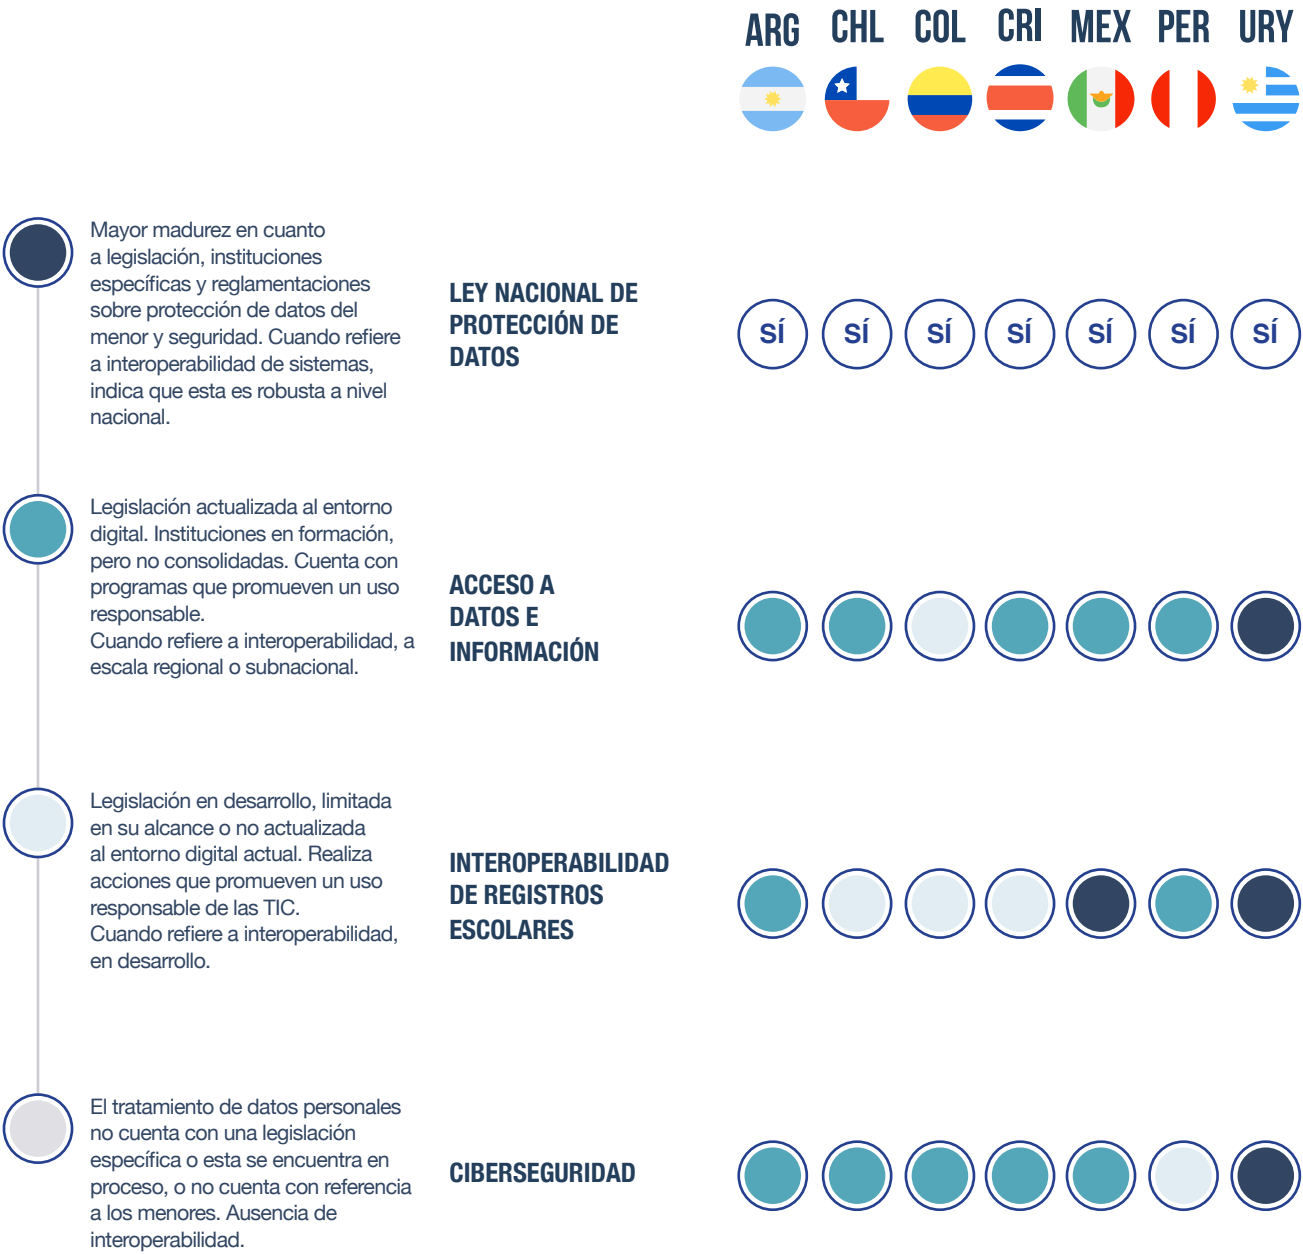 ARG CHL COL CRI MEX PER URY
Mayor madurez en cuanto
a legislación, instituciones
específicas y reglamentaciones
sobre protección de datos del
menor y seguridad. Cuando refiere
a interoperabilidad de sistemas,
indica que esta es robusta a nivel
nacional.
LEY NACIONAL DE
PROTECCIÓN DE
DATOS
SÍ SÍ SÍ SÍ SÍ SÍ SÍ
Legislación actualizada al entorno
digital. Instituciones en formación,
pero no consolidadas. Cuenta con
programas que promueven un uso
responsable.
Cuando refiere a interoperabilidad, a
escala regional o subnacional.
ACCESO A
DATOS E
INFORMACIÓN
Legislación en desarrollo, limitada
en su alcance o no actualizada
al entorno digital actual. Realiza
acciones que promueven un uso
responsable de las TIC.
Cuando refiere a interoperabilidad,
en desarrollo.
INTEROPERABILIDAD
DE REGISTROS
ESCOLARES
El tratamiento de datos personales
no cuenta con una legislación
específica o esta se encuentra en
proceso, o no cuenta con referencia
a los menores. Ausencia de
interoperabilidad.
CIBERSEGURIDAD